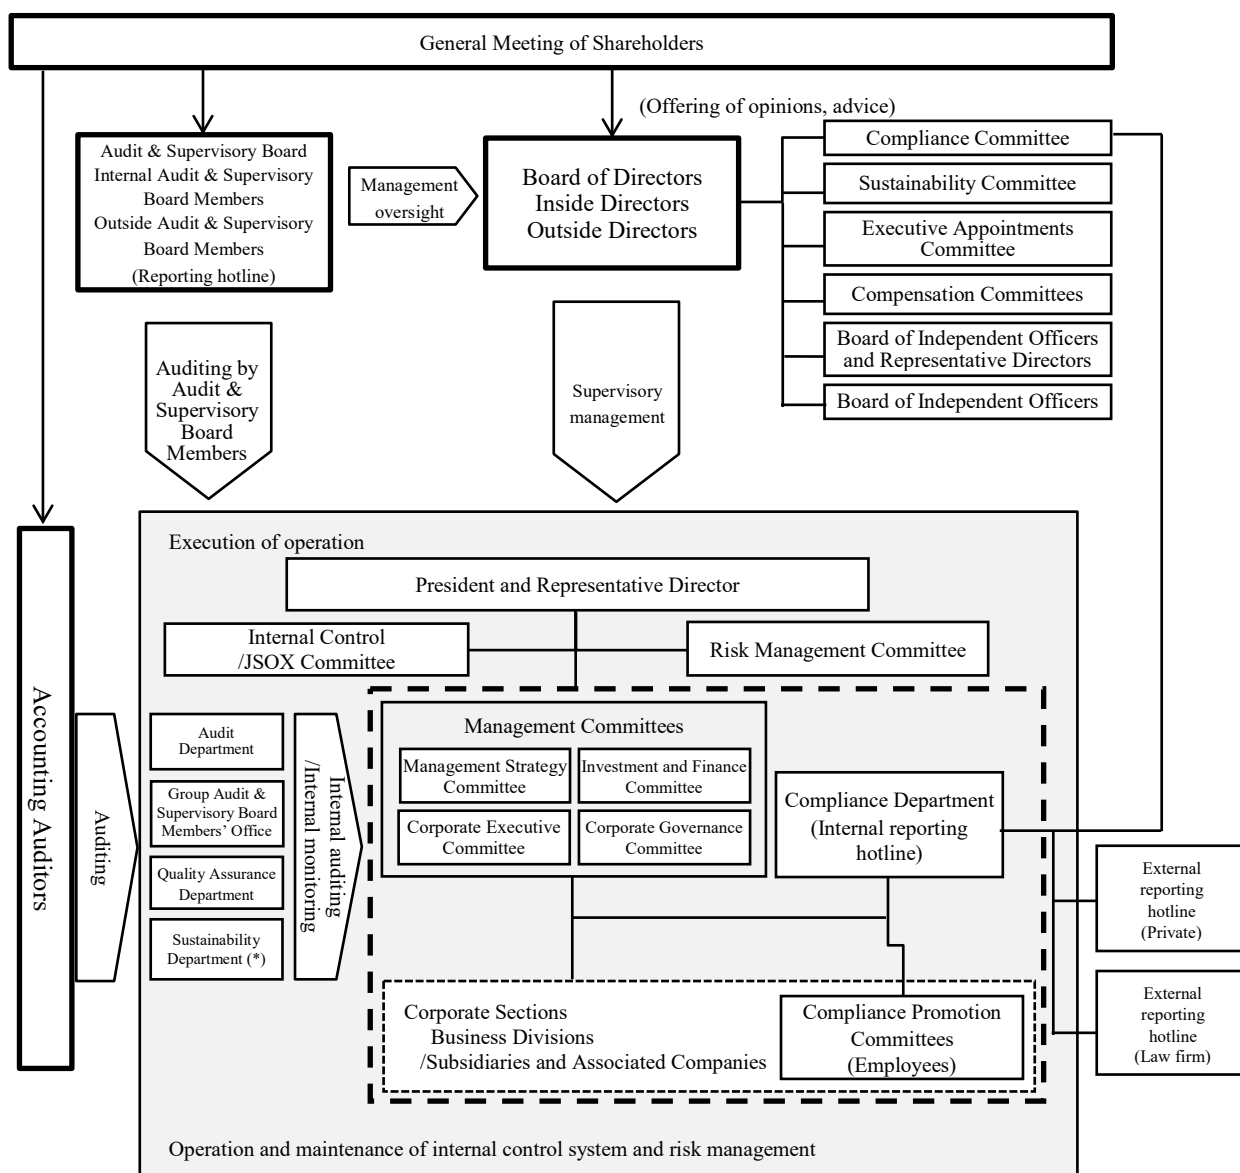 General Meeting of Shareholders
(Offering of opinions, advice)
Audit & Supervisory Board
Internal Audit & Supervisory
Board Members
Outside Audit & Supervisory
Board Members
(Reporting hotline)
Management
oversight
Board of Directors
Inside Directors
Outside Directors
Compliance Committee
Sustainability Committee
Executive Appointments
Committee
Compensation Committees
Board of Independent Officers
and Representative Directors
Board of Independent Officers
Auditing by
Audit &
Supervisory
Board
Members
Supervisory
management
Execution of operation
President and Representative Director
Internal Control
/JSOX Committee
Risk Management Committee
Accounting Auditors
Auditing
Audit
Department
Group Audit &
Supervisory Board
Members' Office
Quality Assurance
Department
Sustainability
Department (*)
Internal auditing
/Internal monitoring
Management Committees
Management Strategy
Committee
Investment and Finance
Committee
Corporate Executive
Committee
Corporate Governance
Committee
Compliance Department
(Internal reporting
hotline)
External
reporting
hotline
(Private)
External
reporting
hotline
(Law firm)
Corporate Sections
Business Divisions
/Subsidiaries and Associated Companies
Compliance Promotion
Committees
(Employees)
Operation and maintenance of internal control system and risk management